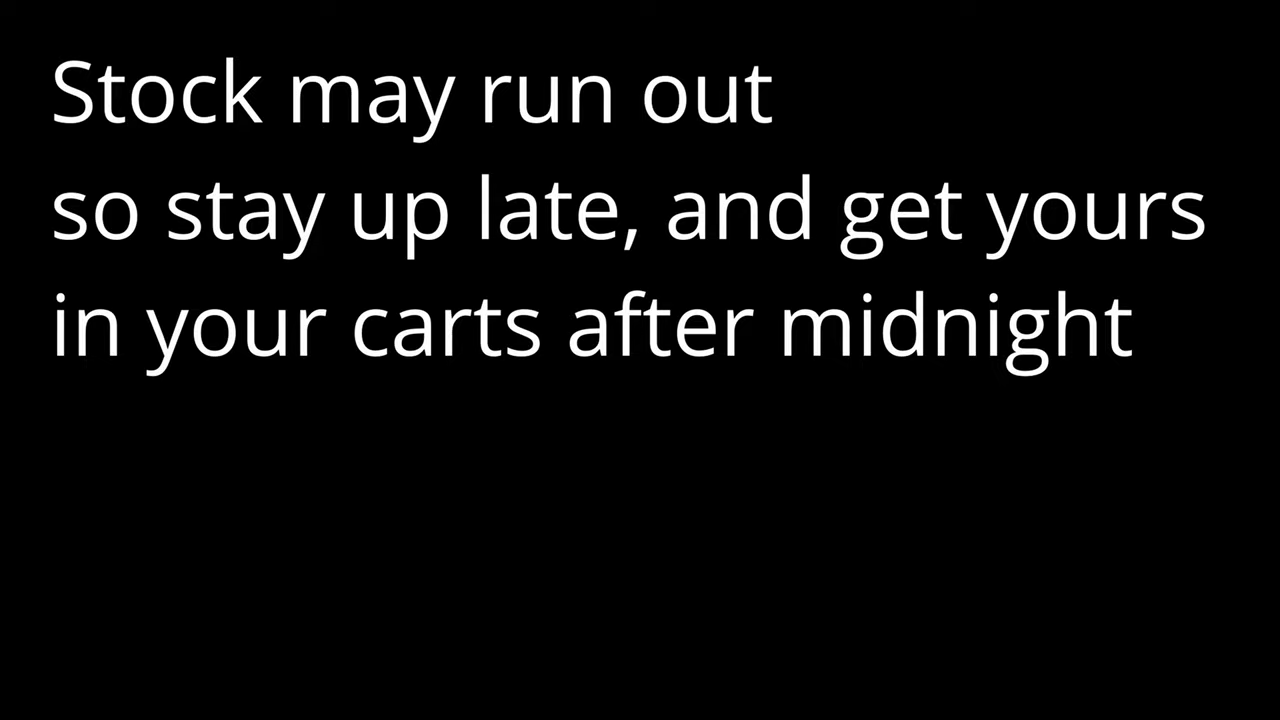 Stock may run out
so stay up late, and get yours
in your carts after midnight